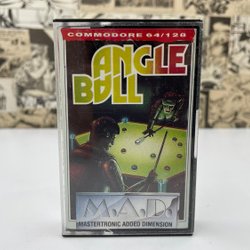 COMMODORE 64/128
ANGLE
BALL
M.A.D.
MASTERTRONIC ADDED DIMENSION